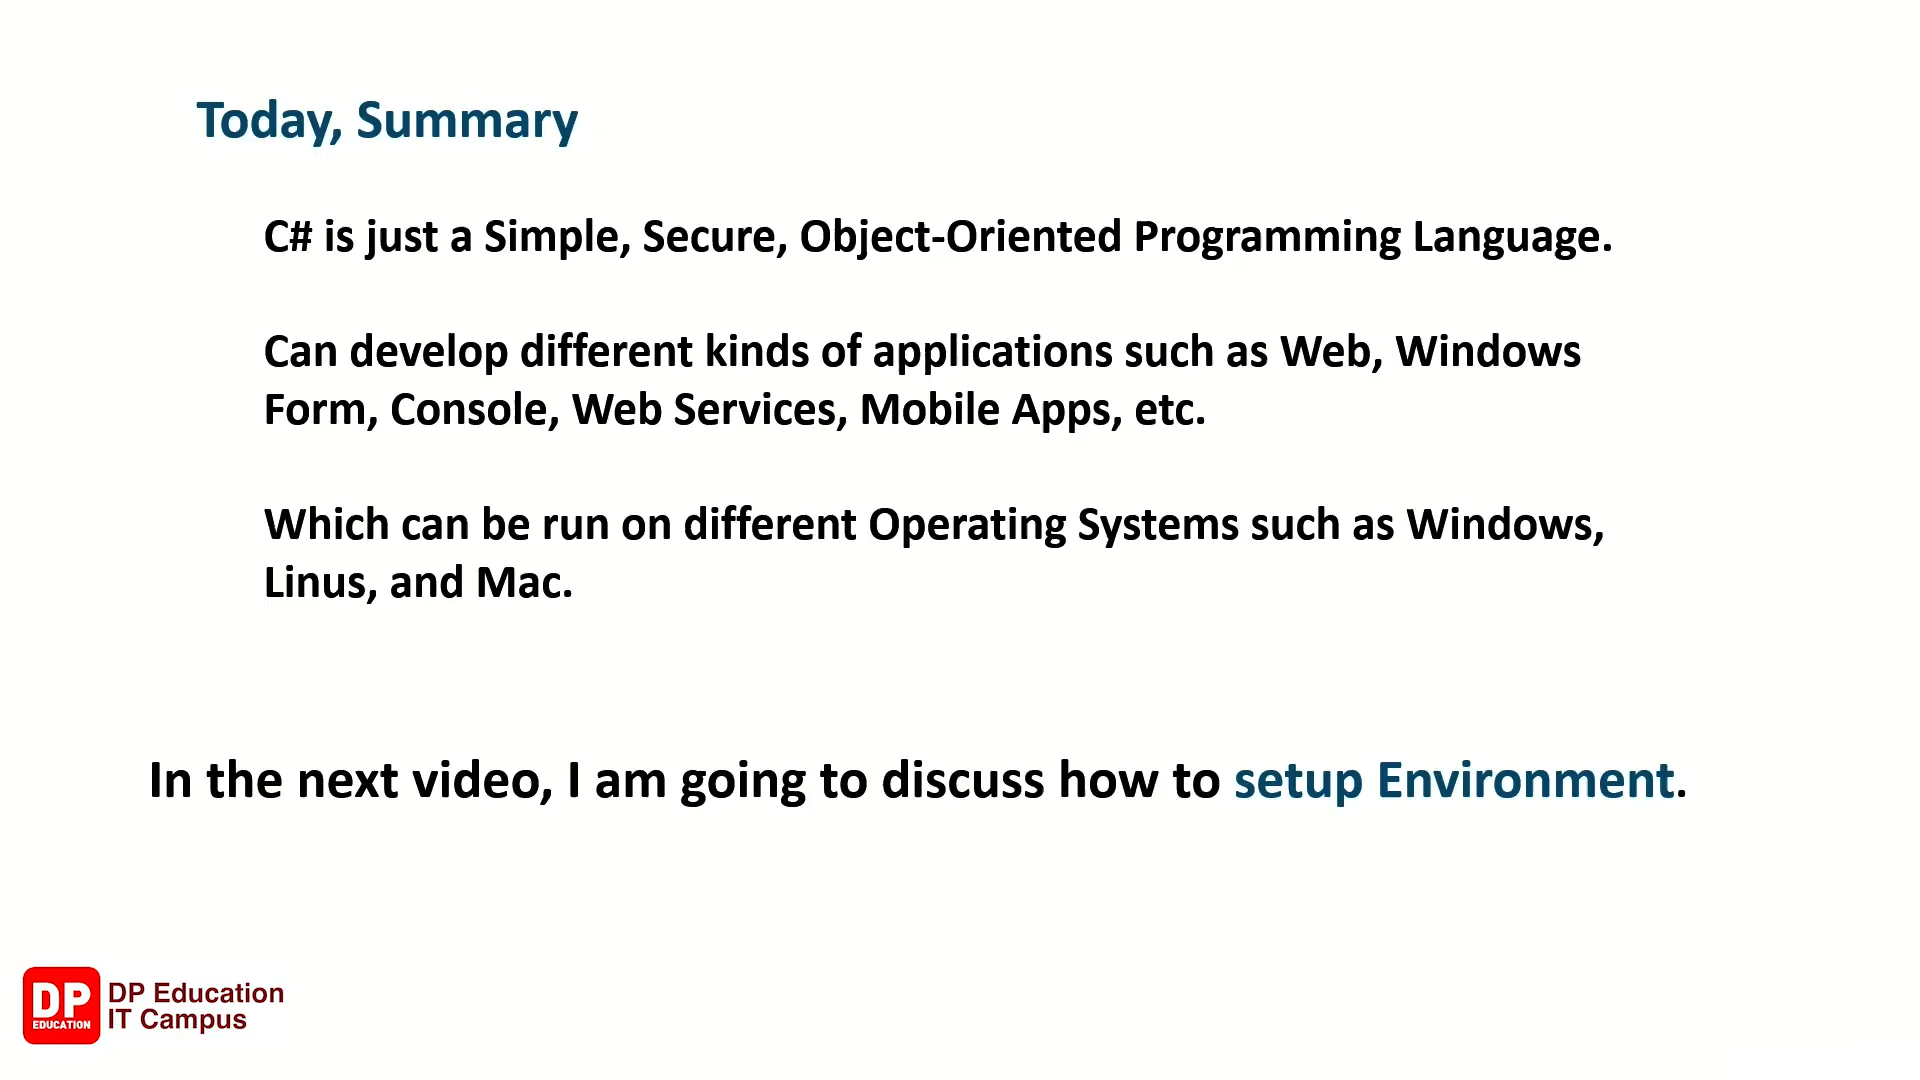 Today, Summary
C# is just a Simple, Secure, Object-Oriented Programming Language.
Can develop different kinds of applications such as Web, Windows
Form, Console, Web Services, Mobile Apps, etc.
Which can be run on different Operating Systems such as Windows,
Linus, and Mac.
In the next video, I am going to discuss how to setup Environment.
DP
EDUCATION
DP Education
IT Campus